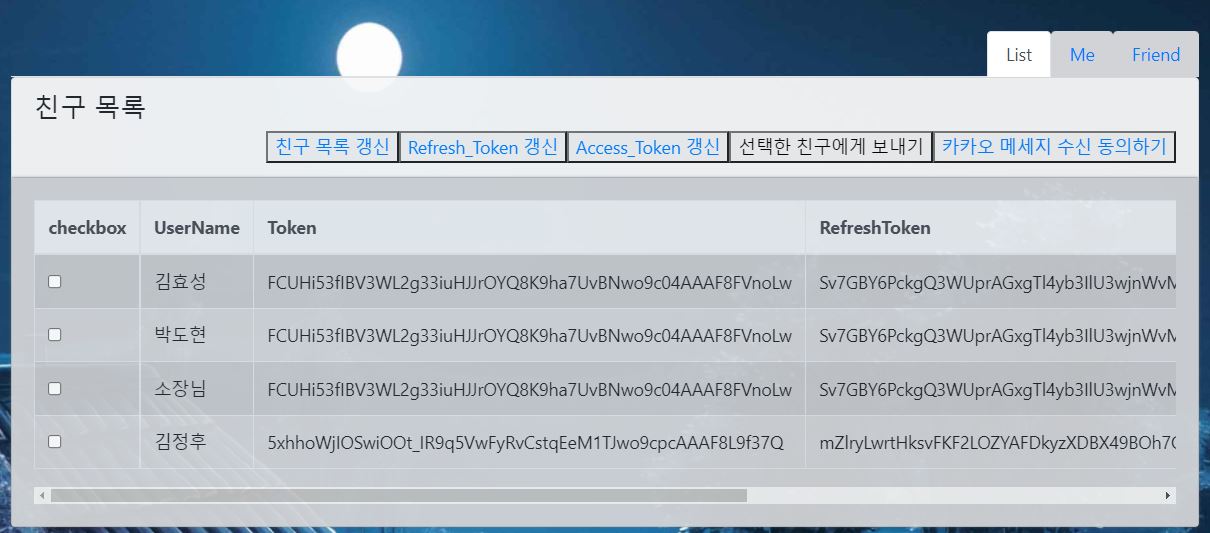 List Me Friend
친구 목록
친구 목록 갱신 Refresh_Token 갱신 Access_Token 갱신 선택한 친구에게 보내기 카카오 메세지 수신 동의하기
checkbox UserName Token RefreshToken
김효성 FCUHi53fIBV3WL2g33iuHJJrOYQ8K9ha7UvBNwo9c04AAAF8FVnoLw Sv7GBY6PckgQ3WUprAGxgTl4yb3IlU3wjnWvM
박도현 FCUHi53fIBV3WL2g33iuHJJrOYQ8K9ha7UvBNwo9c04AAAF8FVnoLw Sv7GBY6PckgQ3WUprAGxgTl4yb3IlU3wjnWvM
소장님 FCUHi53fIBV3WL2g33iuHJJrOYQ8K9ha7UvBNwo9c04AAAF8FVnoLw Sv7GBY6PckgQ3WUprAGxgTl4yb3IlU3wjnWvM
김정후 5xhhoWjIOSwiOOt_IR9q5VwFyRvCstqEeM1TJwo9cpcAAAF8L9f37Q mZlryLwrtHksvFKF2LOZYAFDkyzXDBX49BOh7C